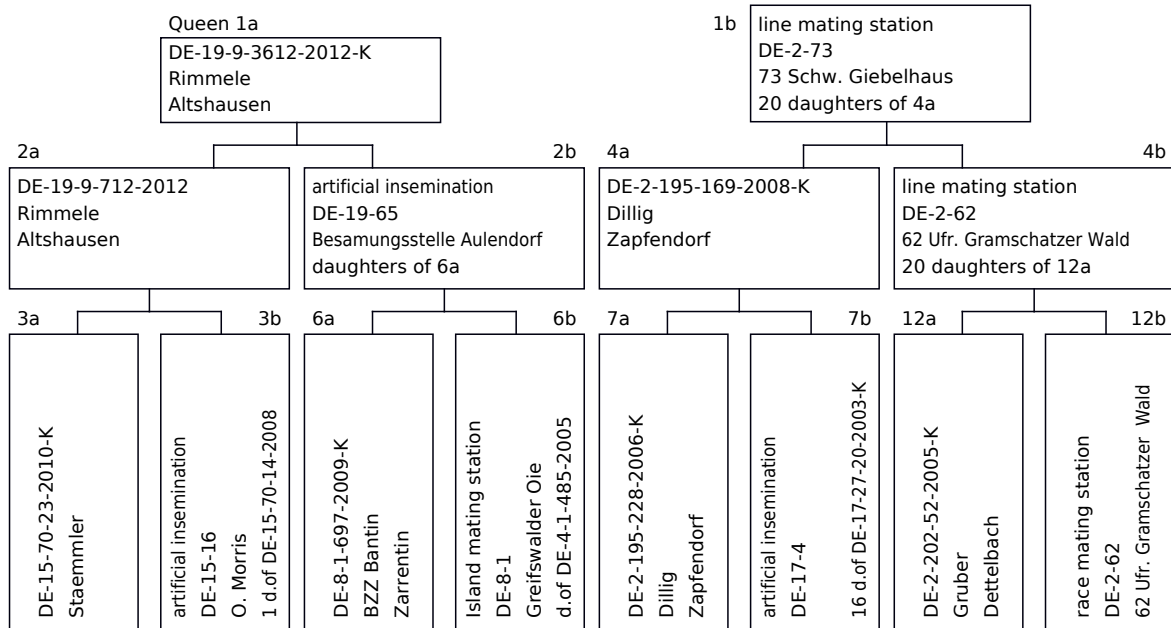 Queen 1a
DE-19-9-3612-2012-K
Rimmele
Altshausen
1b
line mating station
DE-2-73
73 Schw. Giebelhaus
20 daughters of 4a
2a
DE-19-9-712-2012
Rimmele
Altshausen
2b
artificial insemination
DE-19-65
Besamungsstelle Aulendorf
daughters of 6a
4a
DE-2-195-169-2008-K
Dillig
Zapfendorf
4b
line mating station
DE-2-62
62 Ufr. Gramschatzer Wald
20 daughters of 12a
3a
DE-15-70-23-2010-K
Staemmler
3b
artificial insemination
DE-15-16
O. Morris
1 d.of DE-15-70-14-2008
6a
DE-8-1-697-2009-K
BZZ Bantin
Zarrentin
6b
Island mating station
DE-8-1
Greifswalder Oie
d.of DE-4-1-485-2005
7a
DE-2-195-228-2006-K
Dillig
Zapfendorf
7b
artificial insemination
DE-17-4
16 d.of DE-17-27-20-2003-K
12a
DE-2-202-52-2005-K
Gruber
Dettelbach
12b
race mating station
DE-2-62
62 Ufr. Gramschatzer Wald